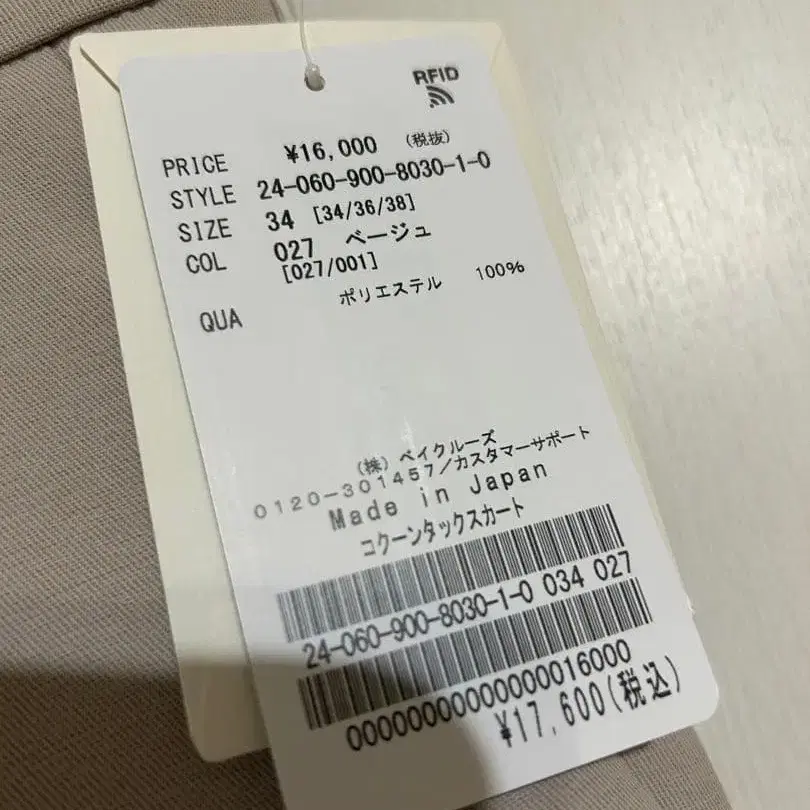 RFID
PRICE ¥16,000 (税抜)
STYLE 24-060-900-8030-1-0
SIZE 34 [34/36/38]
COL 027 ベージュ
[027/001]
QUA ポリエステル 100%
(株) ベイクルーズ
0120-301457/カスタマーサポート
Made in Japan
コクーンタックスカート
24-060-900-8030-1-0 034 027
0000000000000016000
¥17,600(税込)